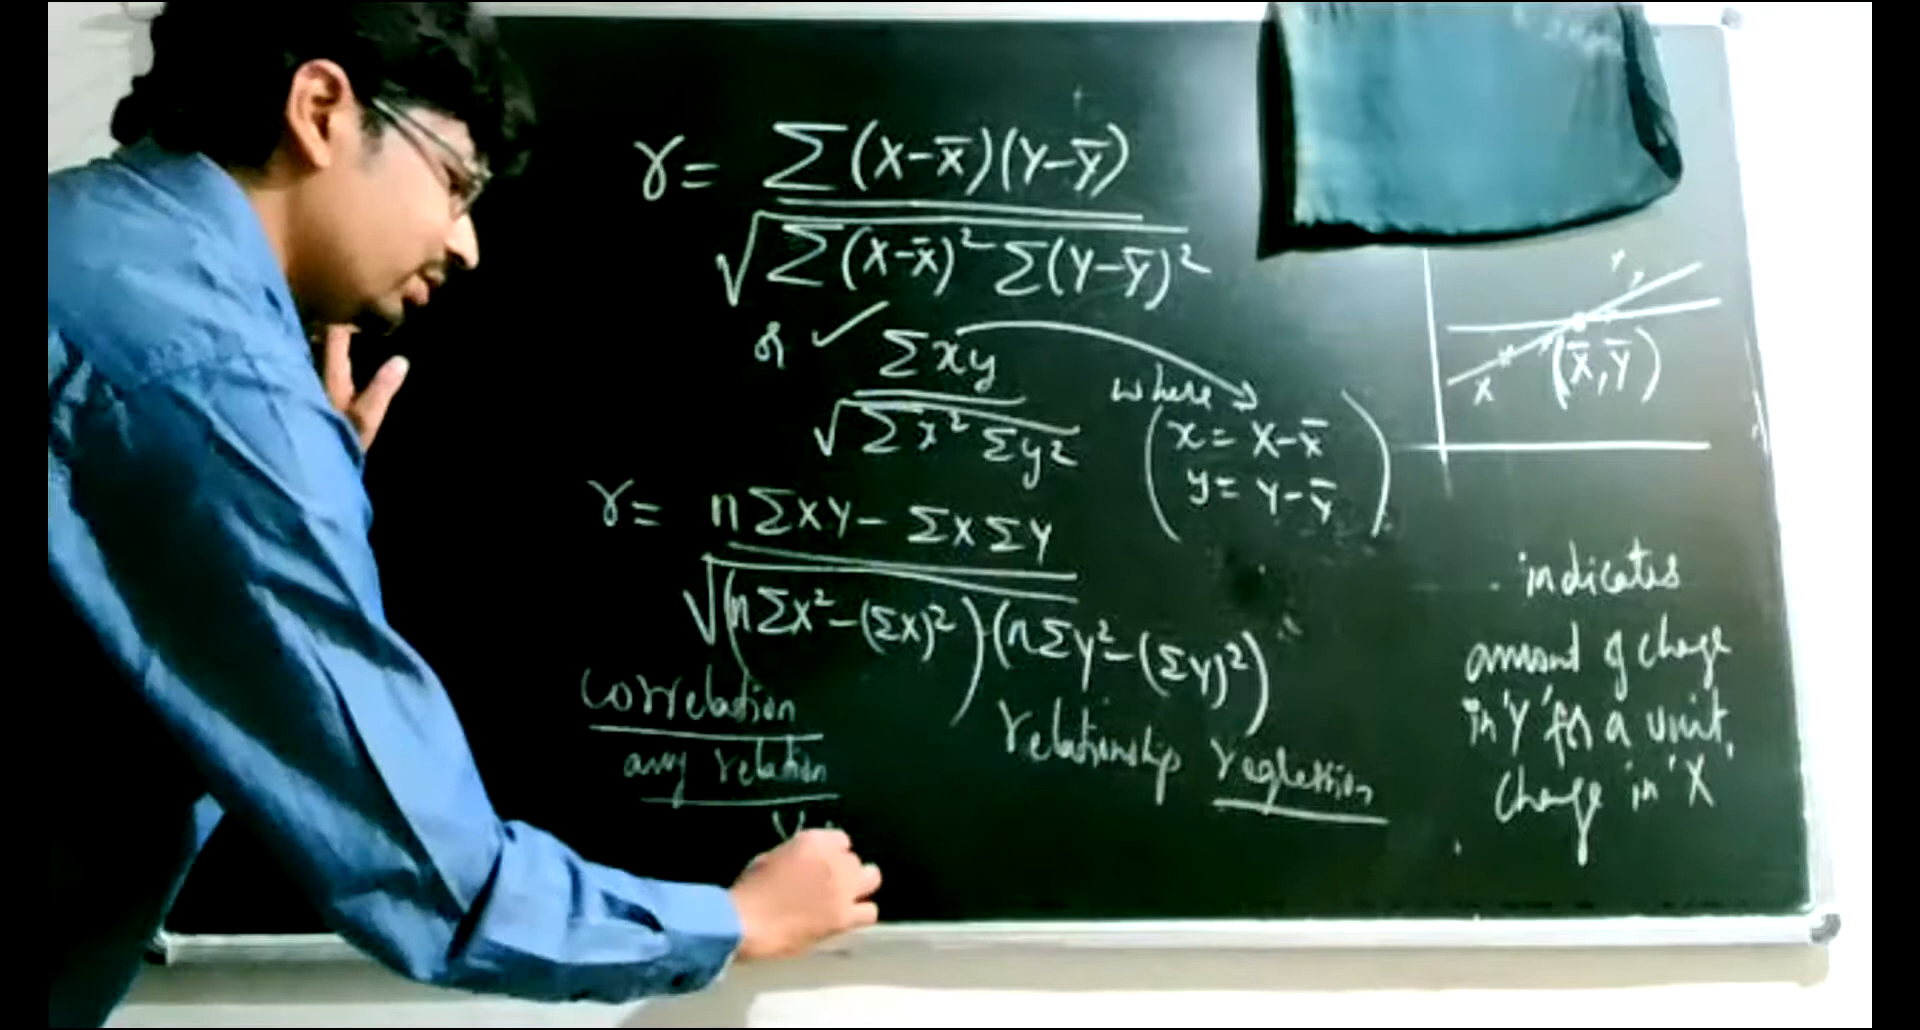 r = Σ(X-X̄)(Y-Ȳ)
√Σ(X-X̄)² Σ(Y-Ȳ)²
or ✓ Σxy
√Σx² Σy²
where
x = X-X̄
y = Y-Ȳ
r = nΣXY - ΣXΣY
√(nΣX²-(ΣX)²)(nΣY²-(ΣY)²)
Correlation
any relation
relationship regression
X (X̄,Ȳ)
indicates
amount of change
in 'Y' for a unit
change in 'X'